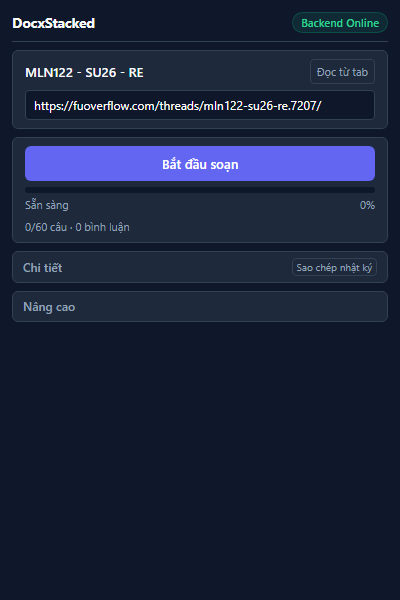 DocxStacked
Backend Online
MLN122 - SU26 - RE
Đọc từ tab
https://fuoverflow.com/threads/mln122-su26-re.7207/
Bắt đầu soạn
Sẵn sàng
0%
0/60 câu · 0 bình luận
Chi tiết
Sao chép nhật ký
Nâng cao